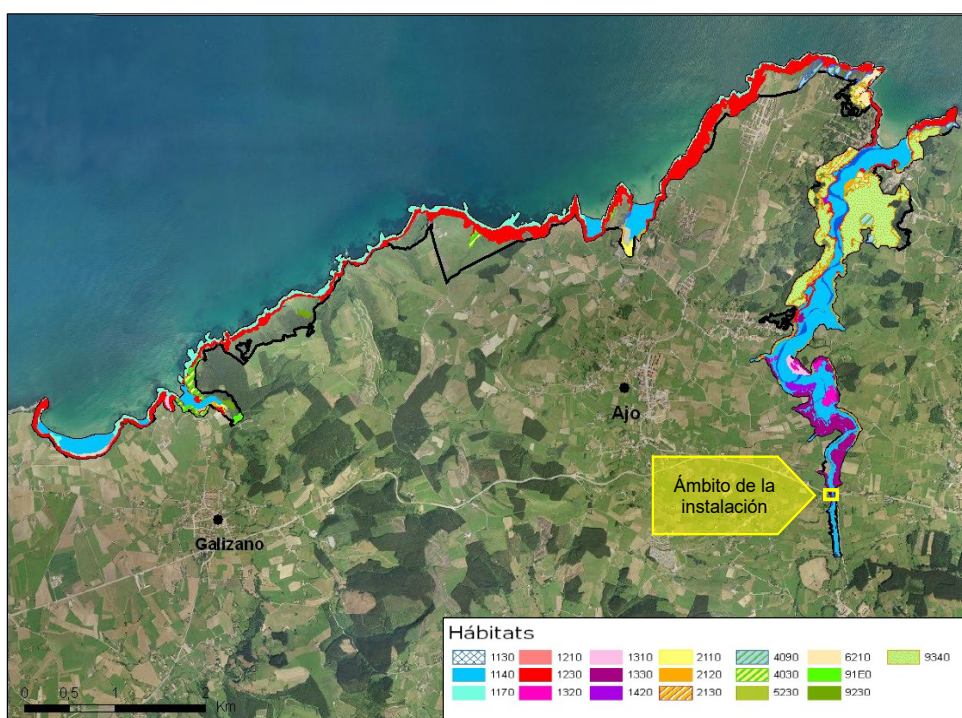 Ajo
Ámbito de la
instalación
Galizano
Hábitats
1130 1210 1310 2110 4090 6210 9340
1140 1230 1330 2120 4030 91E0
1170 1320 1420 2130 5230 9230
0 0,5 1 2
Km